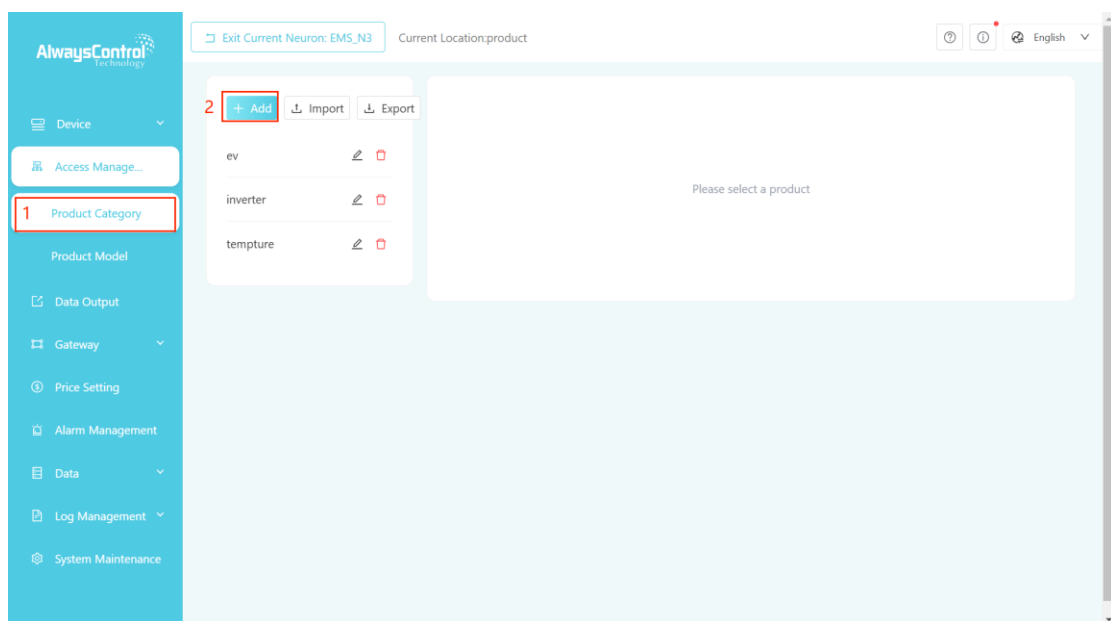 AlwaysControl
Technology
Exit Current Neuron: EMS_N3
Current Location:product
English
Device
Access Manage...
1
Product Category
Product Model
Data Output
Gateway
Price Setting
Alarm Management
Data
Log Management
System Maintenance
2
+ Add
Import
Export
ev
inverter
tempture
Please select a product